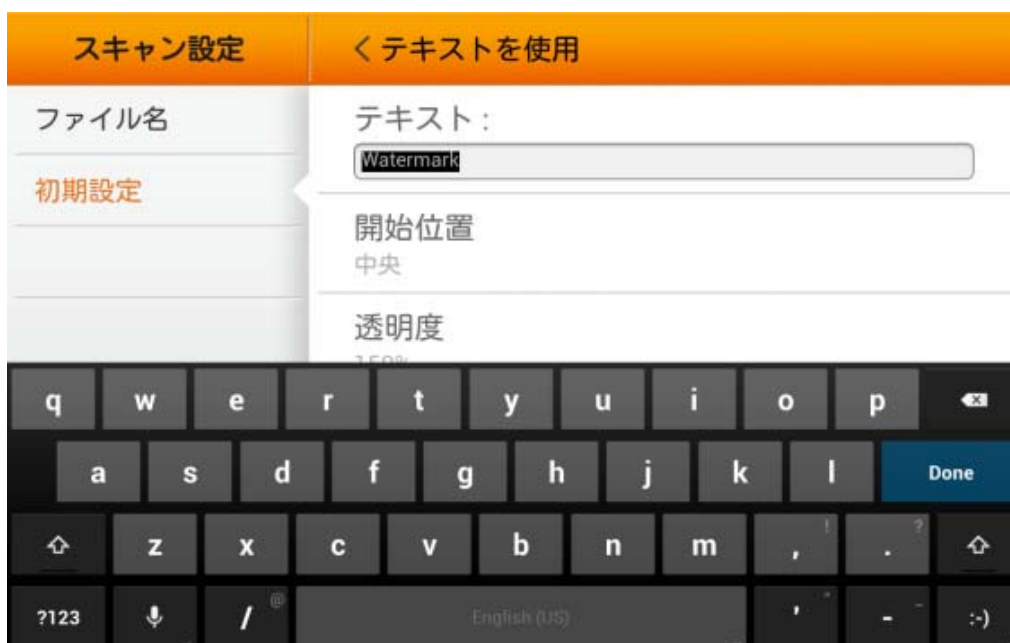 スキャン設定
テキストを使用
ファイル名
初期設定
テキスト :
Watermark
開始位置
中央
透明度
q w e r t y u i o p
a s d f g h j k l Done
z x c v b n m , ! . ?
?123 / @ English (US) ' " - _ :-)